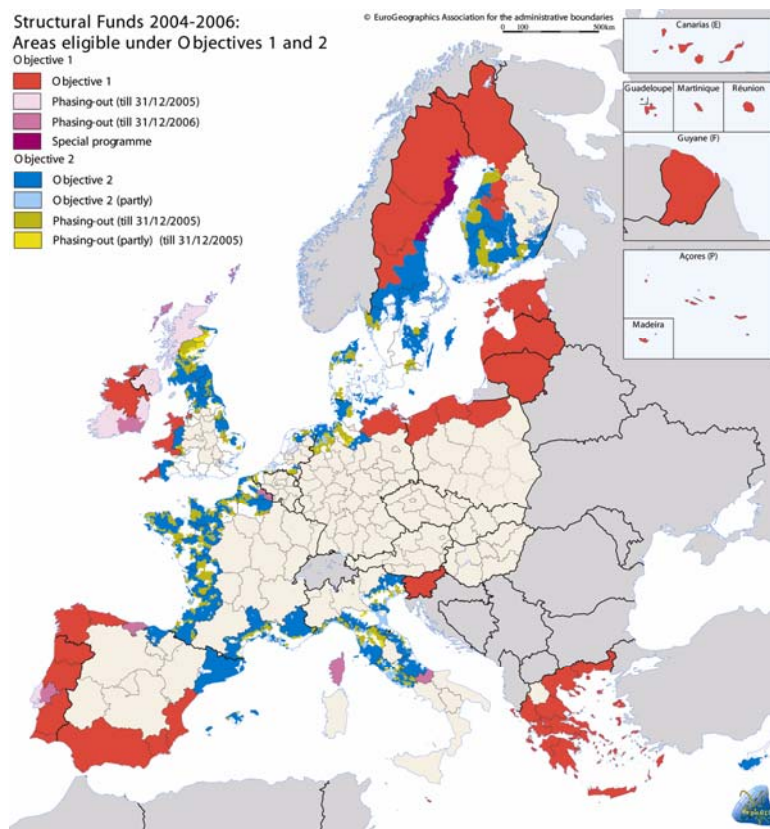 Structural Funds 2004-2006:
Areas eligible under Objectives 1 and 2
© EuroGeographics Association for the administrative boundaries
0 100 500km
Objective 1
Objective 1
Phasing-out (till 31/12/2005)
Phasing-out (till 31/12/2006)
Special programme
Objective 2
Objective 2
Objective 2 (partly)
Phasing-out (till 31/12/2005)
Phasing-out (partly) (till 31/12/2005)
Canarias (E)
Guadeloupe
Martinique
Réunion
Guyane (F)
Açores (P)
Madeira